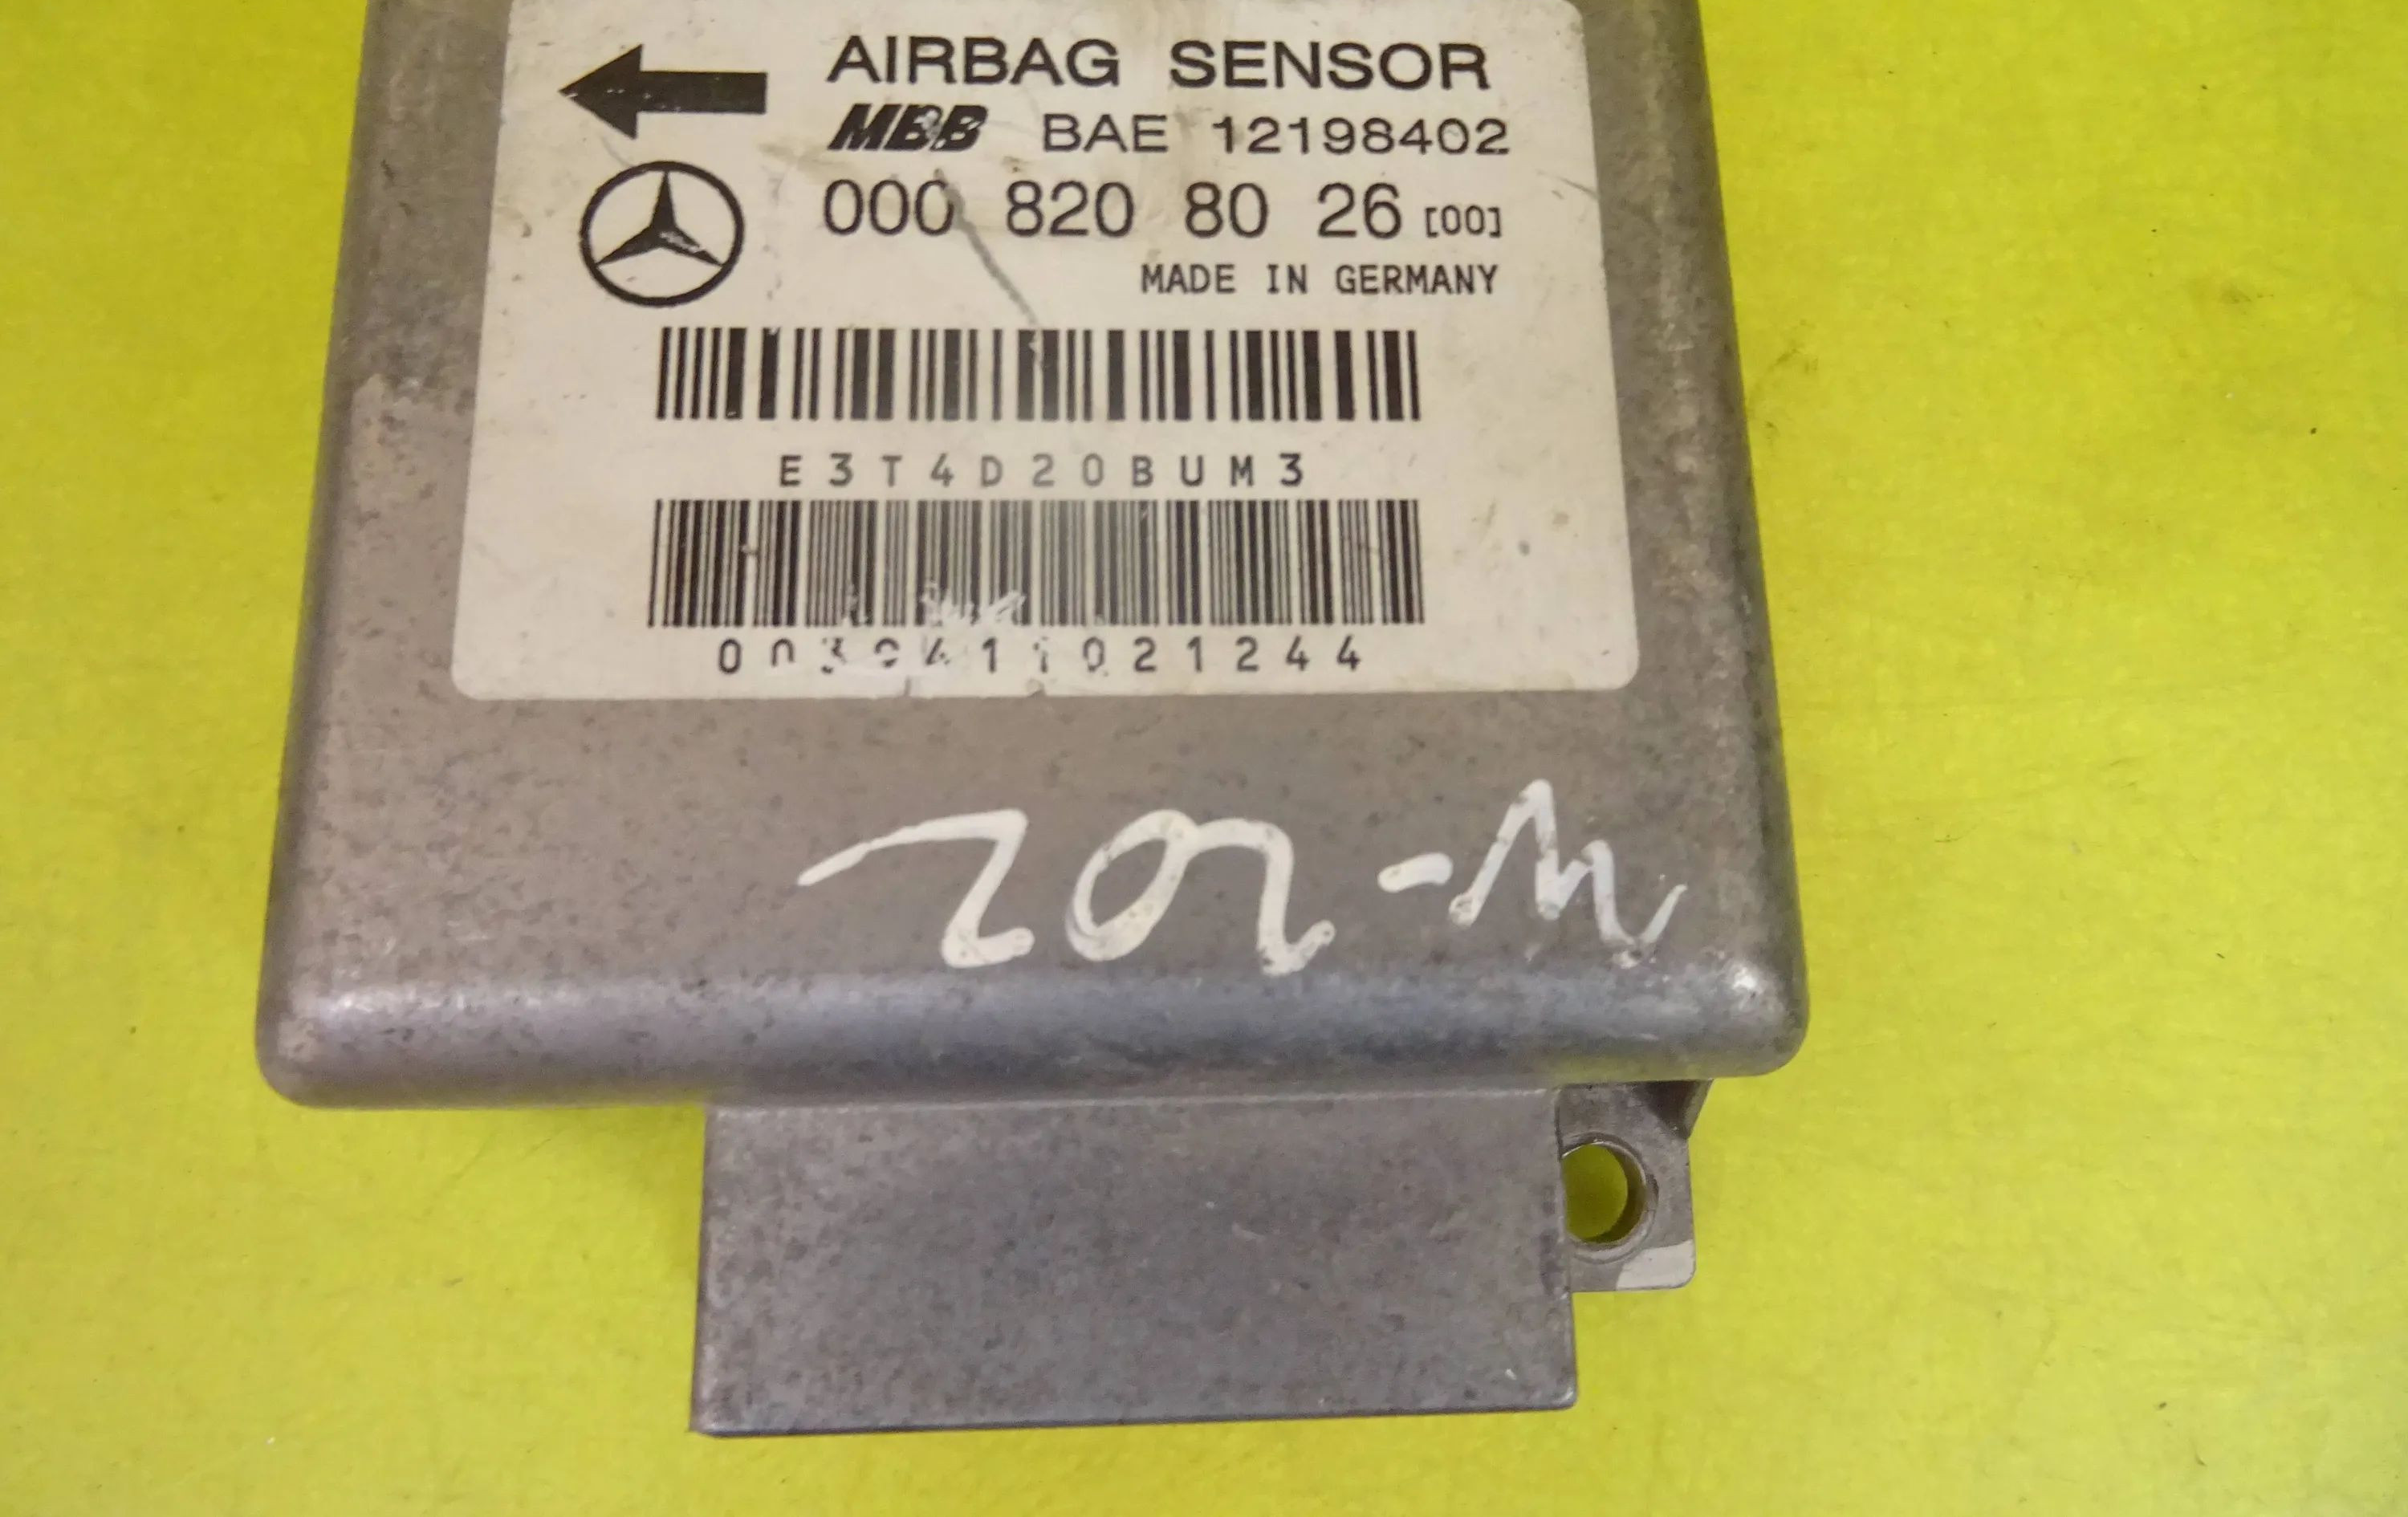 AIRBAG SENSOR
MBB BAE 12198402
000 820 80 26 [00]
MADE IN GERMANY
E3T4D20BUM3
W-202